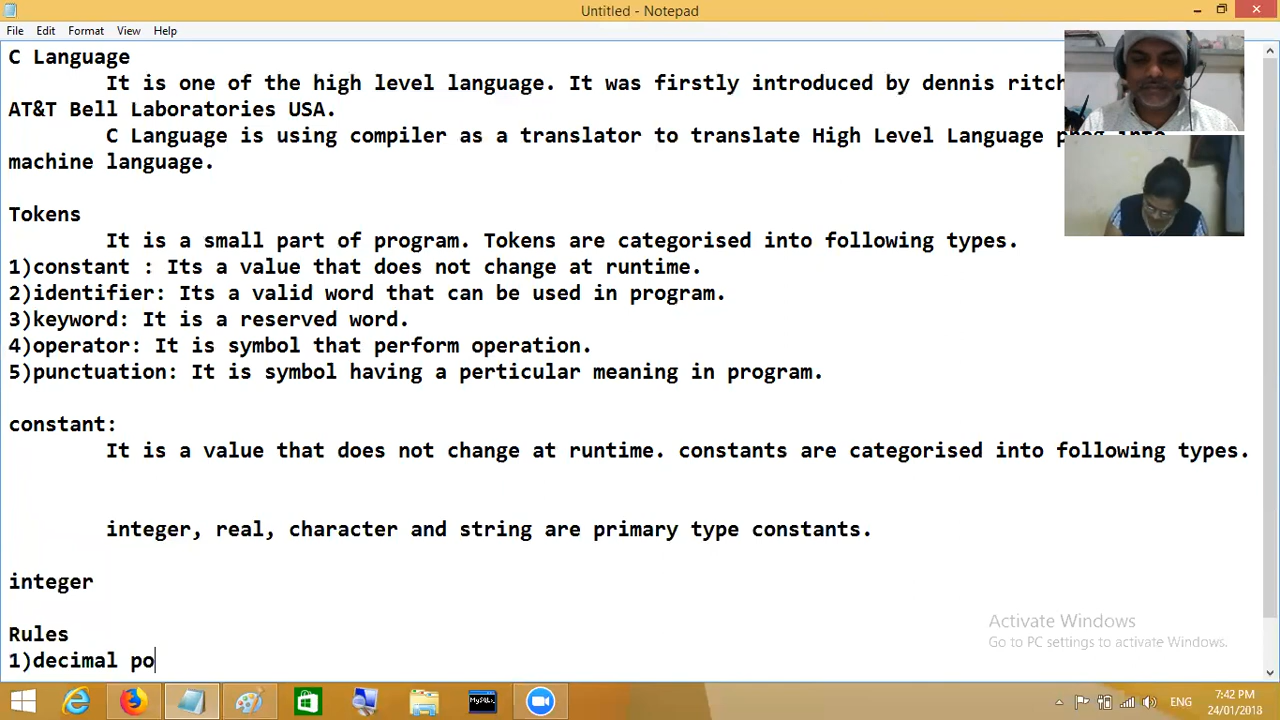 Untitled - Notepad
File Edit Format View Help
C Language
It is one of the high level language. It was firstly introduced by dennis
AT&T Bell Laboratories USA.
C Language is using compiler as a translator to translate High Level Language prog into
machine language.
Tokens
It is a small part of program. Tokens are categorised into following types.
1)constant : Its a value that does not change at runtime.
2)identifier: Its a valid word that can be used in program.
3)keyword: It is a reserved word.
4)operator: It is symbol that perform operation.
5)punctuation: It is symbol having a perticular meaning in program.
constant:
It is a value that does not change at runtime. constants are categorised into following types.
integer, real, character and string are primary type constants.
integer
Rules
1)decimal po
Activate Windows
Go to PC settings to activate Windows.
MySQL
ENG
7:42 PM
24/01/2018